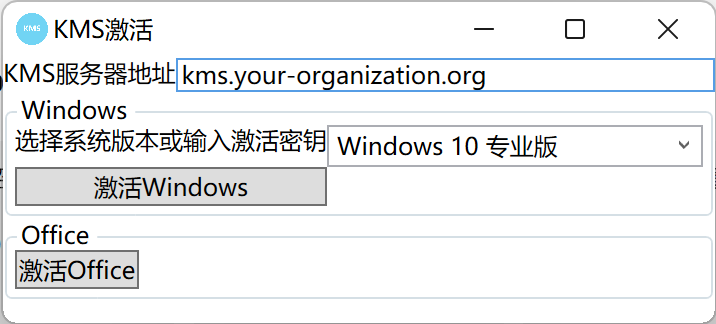 KMS KMS激活
KMS服务器地址 kms.your-organization.org
Windows
选择系统版本或输入激活密钥 Windows 10 专业版
激活Windows
Office
激活Office